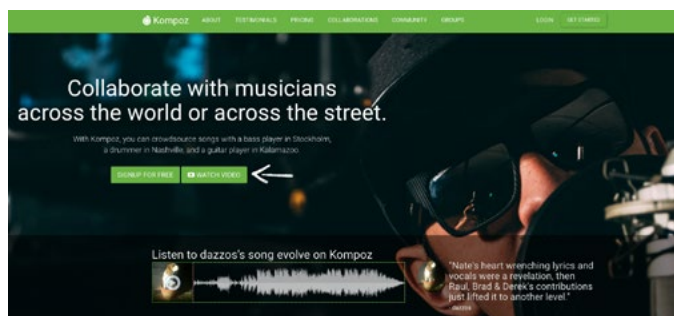 Kompoz ABOUT TESTIMONIALS PRICING COLLABORATIONS COMMUNITY GROUPS LOGIN GET STARTED
Collaborate with musicians
across the world or across the street.
With Kompoz, you can crowdsource songs with a bass player in Stockholm,
a drummer in Nashville, and a guitar player in Kalamazoo
SIGNUP FOR FREE WATCH VIDEO
Listen to dazzos's song evolve on Kompoz
"Nate's heart wrenching lyrics and
vocals were a revelation, then
Raul, Brad & Derek's contributions
just lifted it to another level."
dazzos